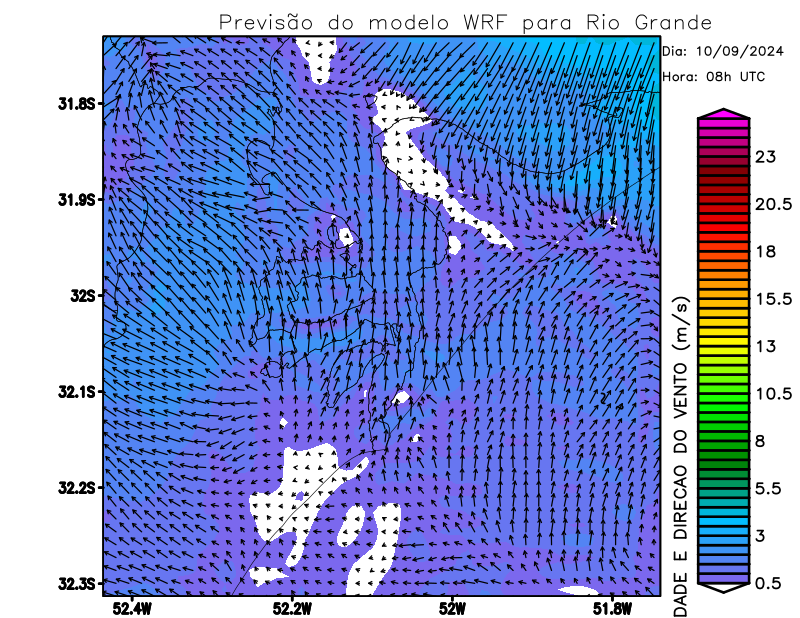 Previsão do modelo WRF para Rio Grande
Dia: 10/09/2024
Hora: 08h UTC
31.8S
31.9S
32S
32.1S
32.2S
32.3S
52.4W
52.2W
52W
51.8W
DADE E DIRECAO DO VENTO (m/s)
23
20.5
18
15.5
13
10.5
8
5.5
3
0.5